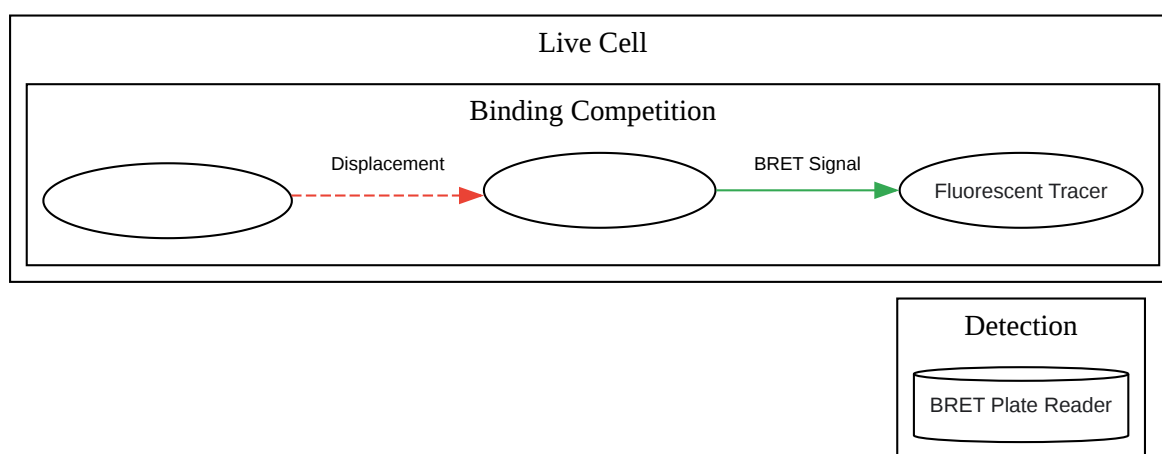 Live Cell
Binding Competition
Displacement
BRET Signal
Fluorescent Tracer
Detection
BRET Plate Reader